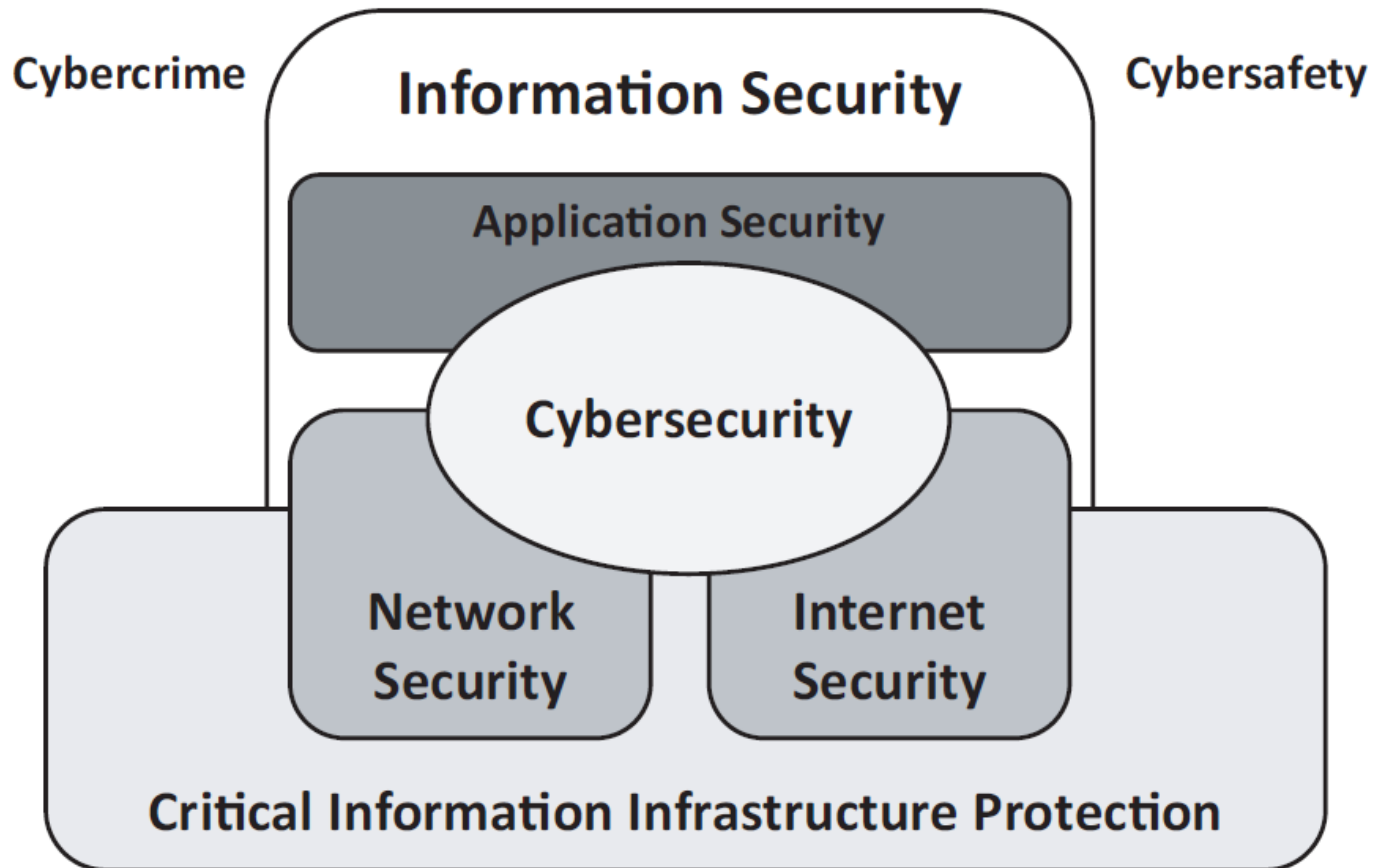 Cybercrime
Information Security
Cybersafety
Application Security
Cybersecurity
Network
Security
Internet
Security
Critical Information Infrastructure Protection